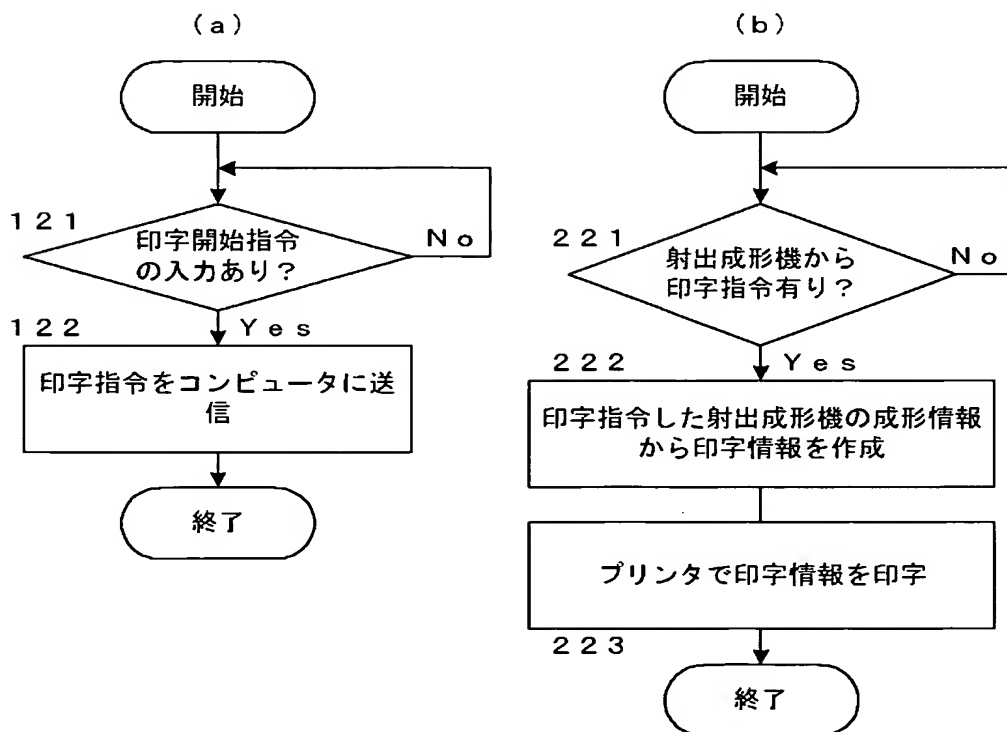 (a)
開始
121
印字開始指令
の入力あり?
No
122
Yes
印字指令をコンピュータに送
信
終了
(b)
開始
221
射出成形機から
印字指令有り?
No
222
Yes
印字指令した射出成形機の成形情報
から印字情報を作成
プリンタで印字情報を印字
223
終了